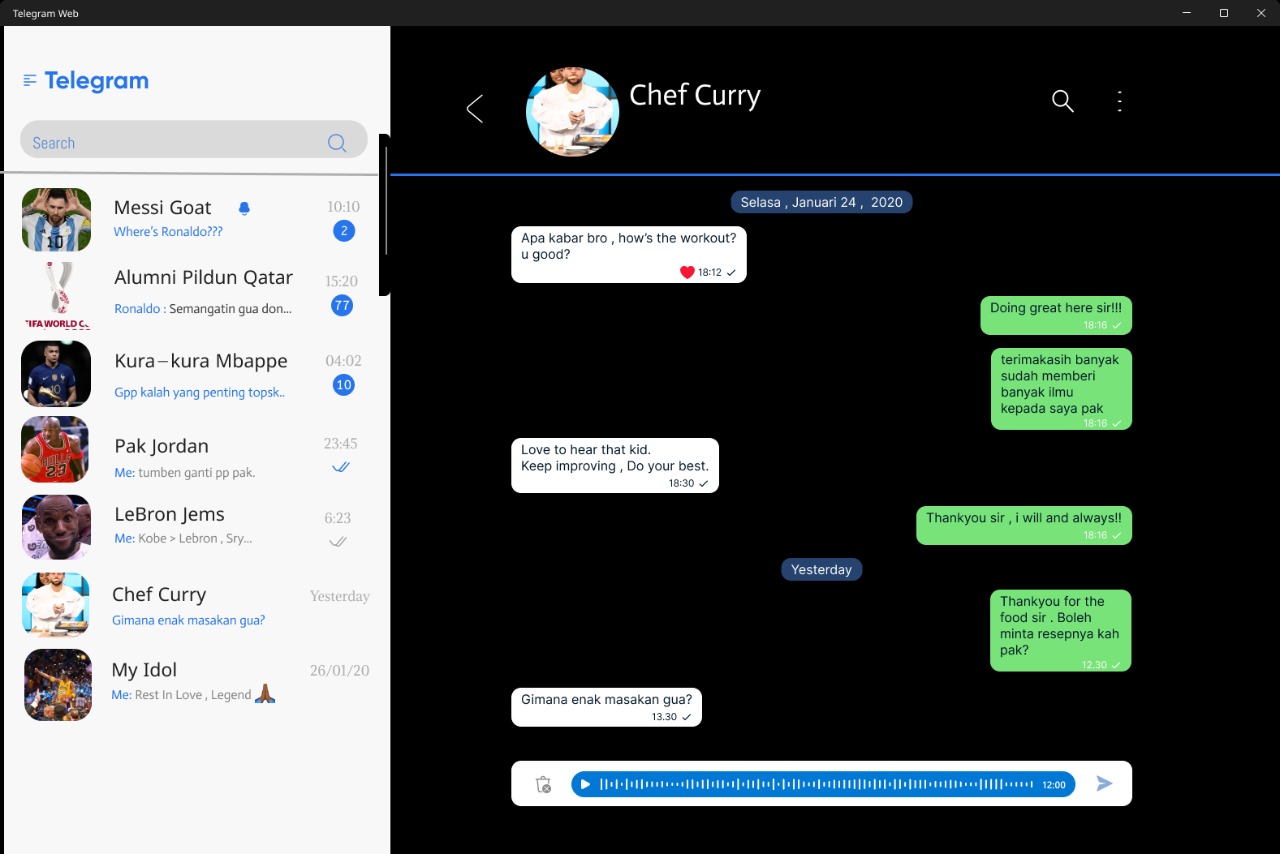 Telegram Web
Telegram
Search
Messi Goat
10:10
Where's Ronaldo???
2
Alumni Pildun Qatar
15:20
Ronaldo : Semangatin gua don...
77
Kura-kura Mbappe
04:02
Gpp kalah yang penting topsk..
10
Pak Jordan
23:45
Me: tumben ganti pp pak.
LeBron Jems
6:23
Me: Kobe > Lebron , Sry...
Chef Curry
Yesterday
Gimana enak masakan gua?
My Idol
26/01/20
Me: Rest In Love , Legend 🙏🏾
Chef Curry
Selasa , Januari 24 , 2020
Apa kabar bro , how's the workout?
u good?
❤️ 18:12 ✓
Doing great here sir!!!
18:16 ✓
terimakasih banyak
sudah memberi
banyak ilmu
kepada saya pak
18:16 ✓
Love to hear that kid.
Keep improving , Do your best.
18:30 ✓
Thankyou sir , i will and always!!
18:16 ✓
Yesterday
Thankyou for the
food sir . Boleh
minta resepnya kah
pak?
12.30 ✓
Gimana enak masakan gua?
13.30 ✓
12:00